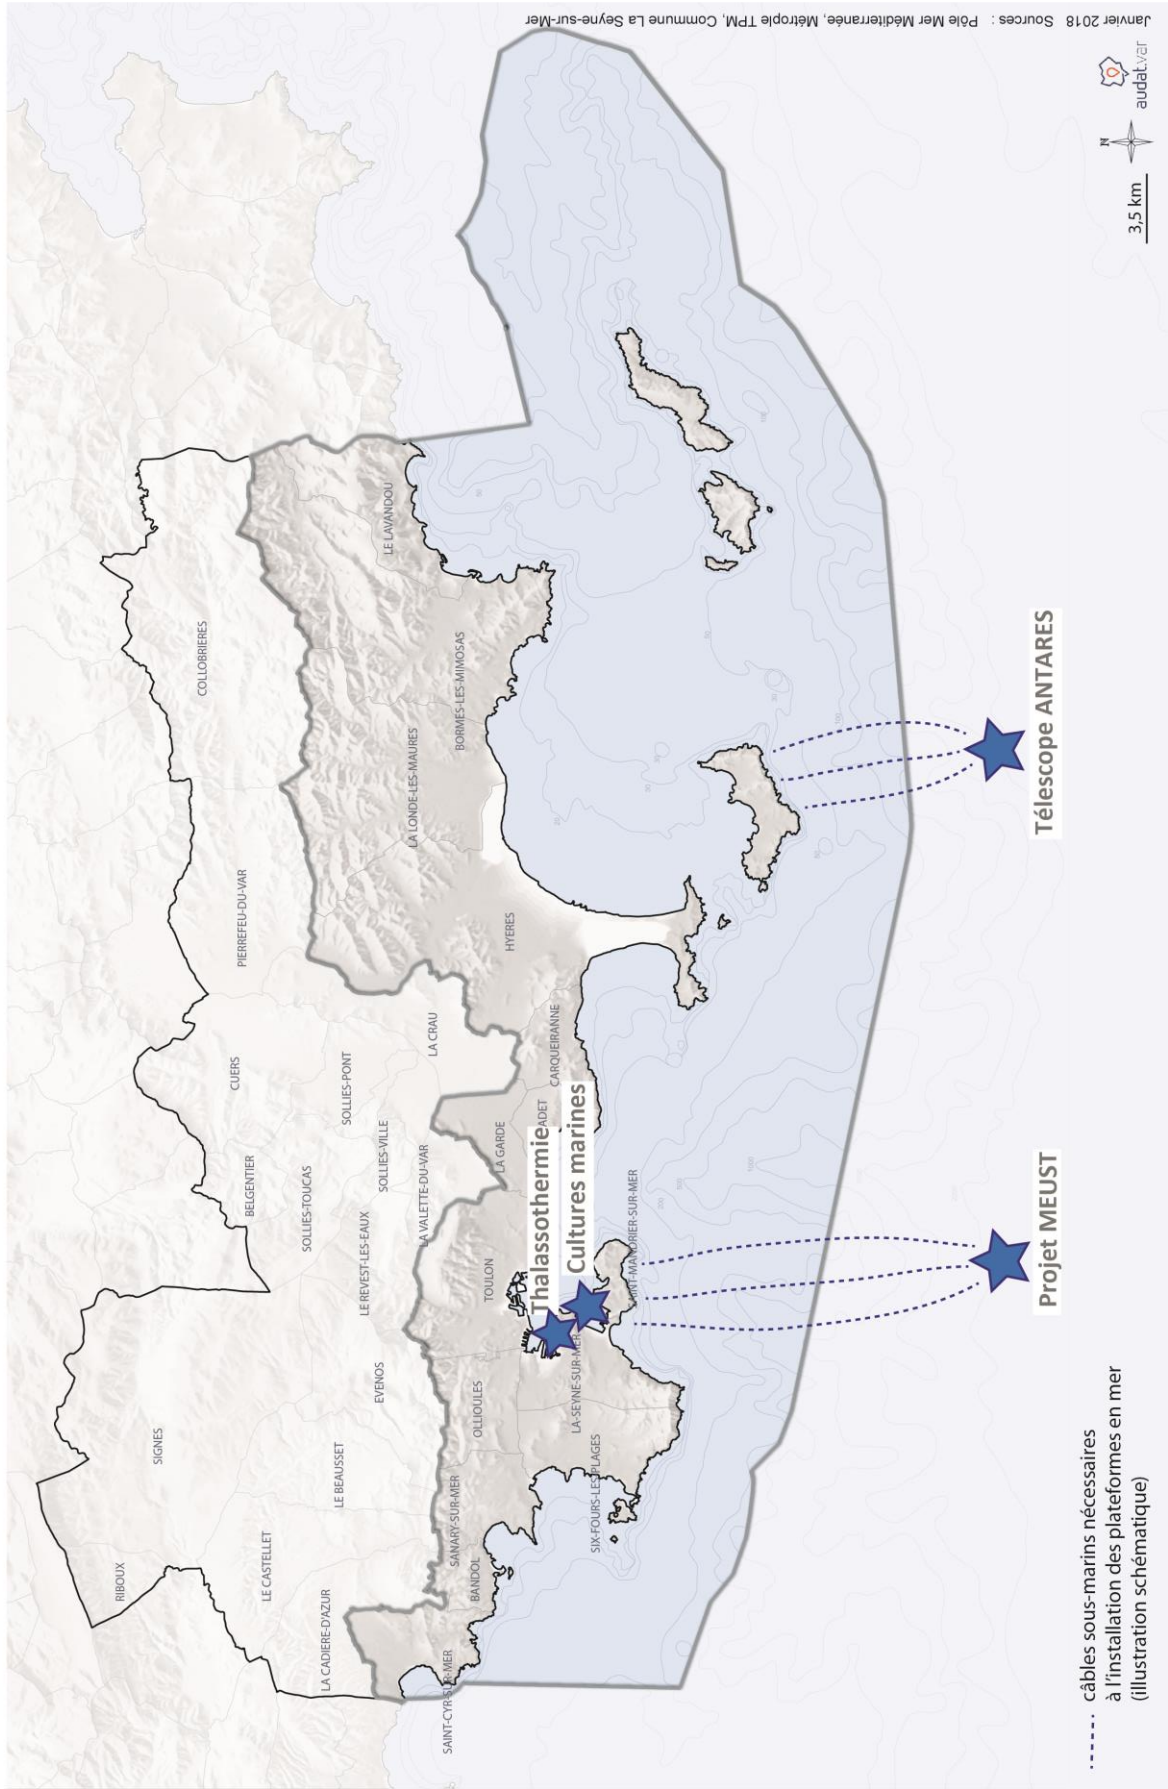 RIBOUX
SIGNES
COLLOBRIERES
PIERREFEU-DU-VAR
CUERS
BELGENTIER
LE CASTELLET
SOLLIES-TOUCAS
SOLLIES-PONT
LA CADIERE-D'AZUR
LE BEAUSSET
LE REVEST-LES-EAUX
EVENOS
SOLLIES-VILLE
LE LAVANDOU
LA LONDE-LES-MAURES
LA CRAU
LA VALETTE-DU-VAR
SAINT-CYR-SUR-MER
SANARY-SUR-MER
BORMES-LES-MIMOSAS
BANDOL
OLLIOULES
TOULON
LA GARDE
HYERES
Thalassothermie
ADET
CARQUEIRANNE
Cultures marines
LA-SEYNE-SUR-MER
SIX-FOURS-LES-PLAGES
SAINT-MANDRIER-SUR-MER
Télescope ANTARES
Projet MEUST
câbles sous-marins nécessaires
à l'installation des plateformes en mer
(illustration schématique)
N
3,5 km
audat.var
Janvier 2018 Sources : Pôle Mer Méditerranée, Métropole TPM, Commune La Seyne-sur-Mer